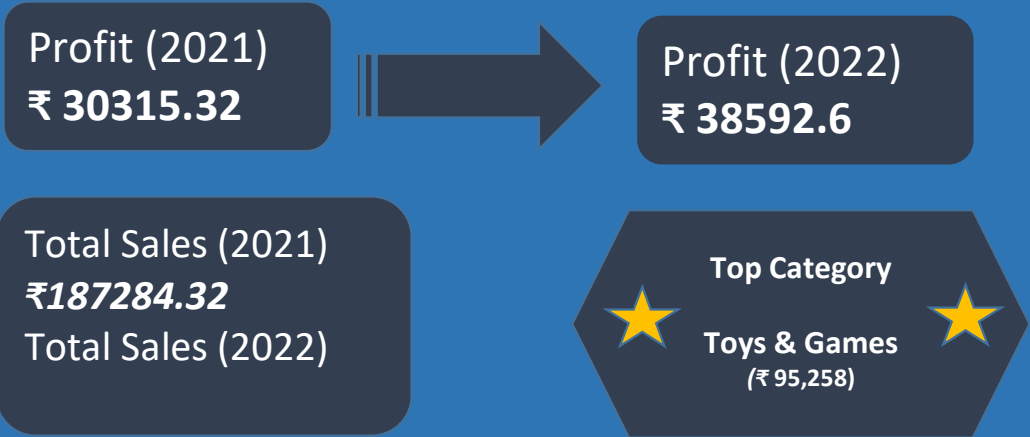 Profit (2021)
₹ 30315.32
Profit (2022)
₹ 38592.6
Total Sales (2021)
₹187284.32
Total Sales (2022)
Top Category
Toys & Games
(₹ 95,258)